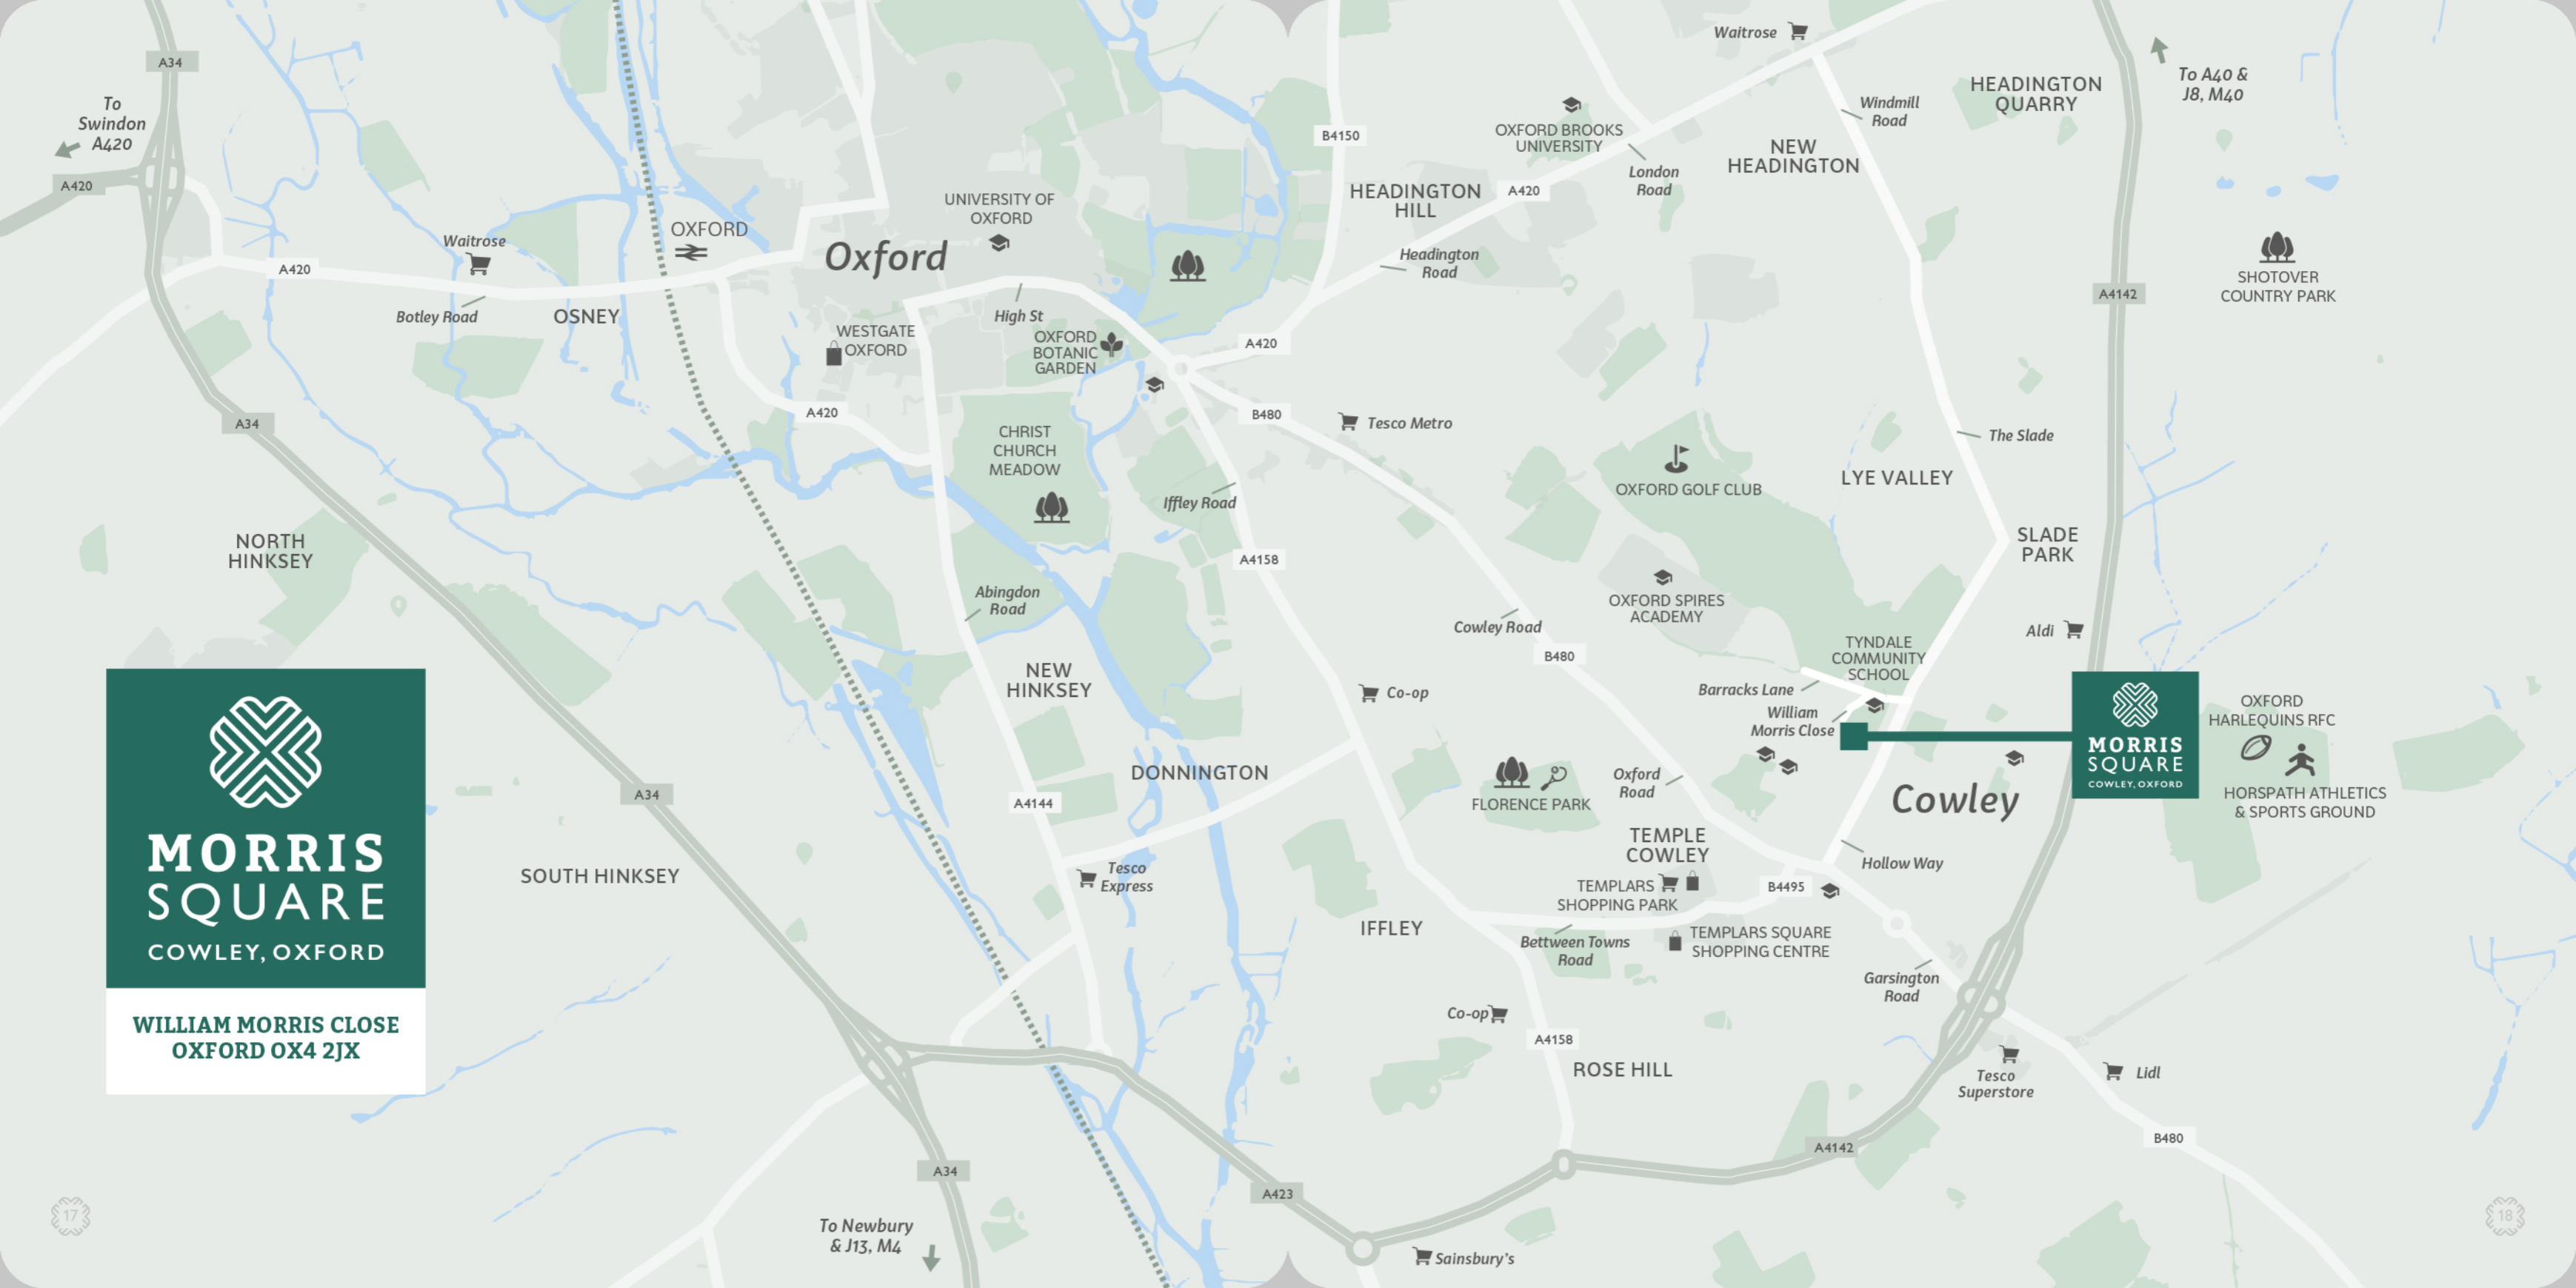 A34
To
Swindon
A420
A420
A420
Waitrose
Botley Road
OSNEY
OXFORD
Oxford
UNIVERSITY OF
OXFORD
High St
WESTGATE
OXFORD
OXFORD
BOTANIC
GARDEN
A420
CHRIST
CHURCH
MEADOW
A34
NORTH
HINKSEY
Abingdon
Road
NEW
HINKSEY
Iffley Road
A4158
B4150
HEADINGTON
HILL
A420
Headington
Road
A420
B480
Tesco Metro
OXFORD BROOKS
UNIVERSITY
London
Road
Waitrose
Windmill
Road
NEW
HEADINGTON
HEADINGTON
QUARRY
To A40 &
J8, M40
A4142
SHOTOVER
COUNTRY PARK
The Slade
LYE VALLEY
OXFORD GOLF CLUB
SLADE
PARK
OXFORD SPIRES
ACADEMY
Cowley Road
B480
Aldi
TYNDALE
COMMUNITY
SCHOOL
Barracks Lane
William
Morris Close
Co-op
DONNINGTON
A4144
A34
SOUTH HINKSEY
Tesco
Express
FLORENCE PARK
Oxford
Road
Cowley
MORRIS
SQUARE
COWLEY, OXFORD
OXFORD
HARLEQUINS RFC
HORSPATH ATHLETICS
& SPORTS GROUND
TEMPLE
COWLEY
Hollow Way
TEMPLARS
SHOPPING PARK
B4495
IFFLEY
Bettween Towns
Road
TEMPLARS SQUARE
SHOPPING CENTRE
Garsington
Road
Co-op
A4158
ROSE HILL
Tesco
Superstore
Lidl
B480
A4142
A423
A34
To Newbury
& J13, M4
Sainsbury's
MORRIS
SQUARE
COWLEY, OXFORD
WILLIAM MORRIS CLOSE
OXFORD OX4 2JX
17
18